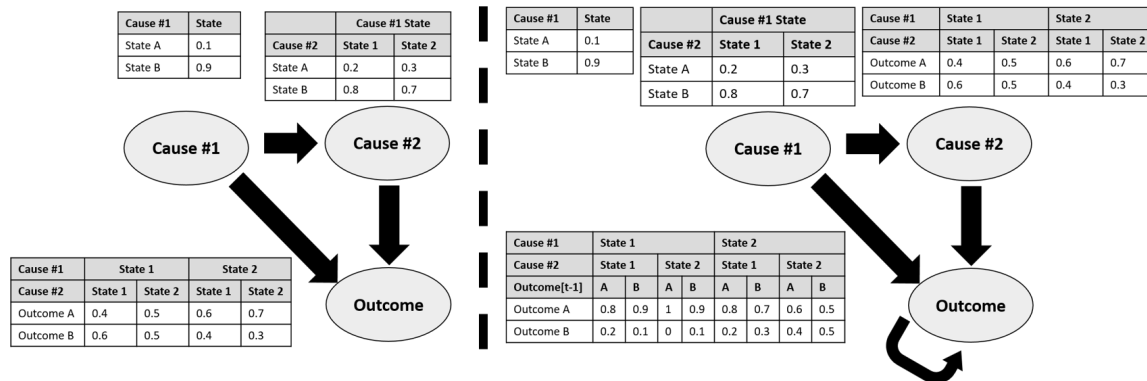 Cause #1 State
State A 0.1
State B 0.9
Cause #1 State
Cause #2 State 1 State 2
State A 0.2 0.3
State B 0.8 0.7
Cause #1
Cause #2
Cause #1 State 1 State 2
Cause #2 State 1 State 2 State 1 State 2
Outcome A 0.4 0.5 0.6 0.7
Outcome B 0.6 0.5 0.4 0.3
Outcome
Cause #1 State
State A 0.1
State B 0.9
Cause #1 State
Cause #2 State 1 State 2
State A 0.2 0.3
State B 0.8 0.7
Cause #1 State 1 State 2
Cause #2 State 1 State 2 State 1 State 2
Outcome A 0.4 0.5 0.6 0.7
Outcome B 0.6 0.5 0.4 0.3
Cause #1
Cause #2
Cause #1 State 1 State 2
Cause #2 State 1 State 2 State 1 State 2
Outcome[t-1] A B A B A B A B
Outcome A 0.8 0.9 1 0.9 0.8 0.7 0.6 0.5
Outcome B 0.2 0.1 0 0.1 0.2 0.3 0.4 0.5
Outcome